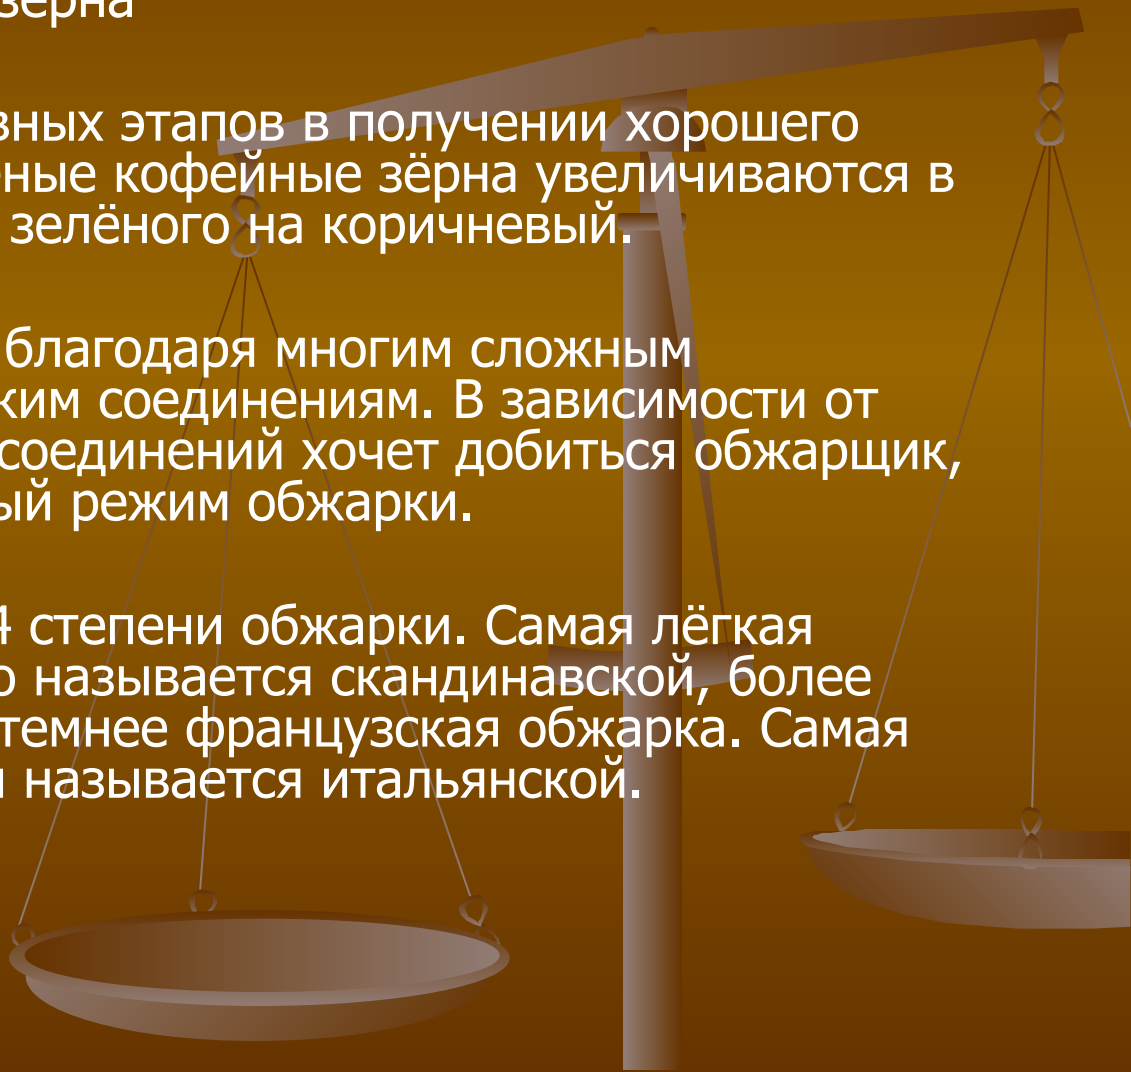 зерна
вных этапов в получении хорошего
ные кофейные зёрна увеличиваются в
зелёного на коричневый.
благодаря многим сложным
ким соединениям. В зависимости от
соединений хочет добиться обжарщик,
ый режим обжарки.
4 степени обжарки. Самая лёгкая
о называется скандинавской, более
темнее французская обжарка. Самая
называется итальянской.